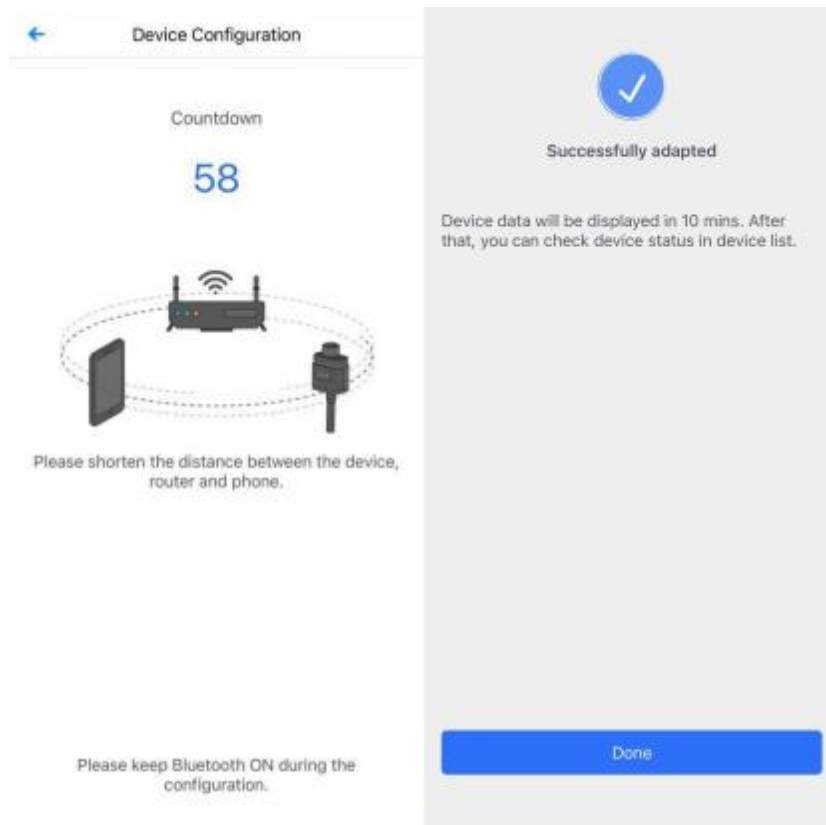 Device Configuration
Countdown
58
Please shorten the distance between the device,
router and phone.
Please keep Bluetooth ON during the
configuration.
Successfully adapted
Device data will be displayed in 10 mins. After
that, you can check device status in device list.
Done